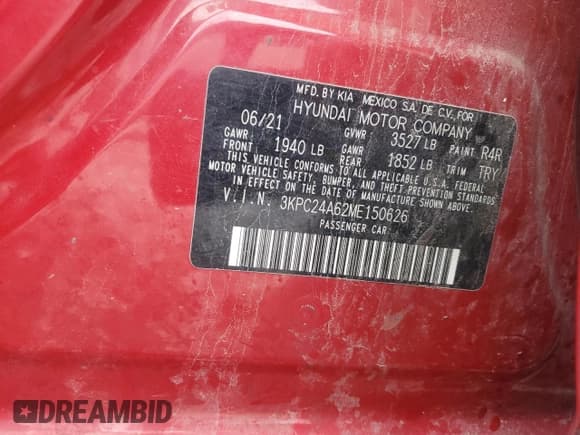 MFD. BY KIA MEXICO S.A. DE C.V. FOR
HYUNDAI MOTOR COMPANY
06/21 GVWR 3527 LB PAINT R4R
GAWR FRONT 1940 LB GAWR REAR 1852 LB TRIM TRY
THIS VEHICLE CONFORMS TO ALL APPLICABLE U.S. FEDERAL
MOTOR VEHICLE SAFETY, BUMPER, AND THEFT PREVENTION STANDARDS
IN EFFECT ON THE DATE OF MANUFACTURE SHOWN ABOVE.
V.I.N. 3KPC24A62ME150626
PASSENGER CAR
DREAMBID